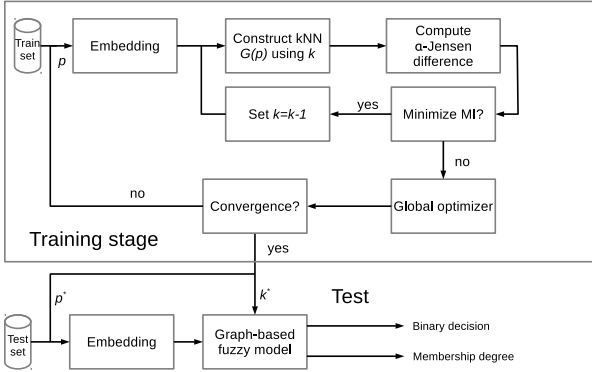 Train
set
p
Embedding
Construct kNN
G(p) using k
Compute
α-Jensen
difference
Set k=k-1
yes
Minimize MI?
no
no
Convergence?
Global optimizer
Training stage
yes
p*
k*
Test
Test
set
Embedding
Graph-based
fuzzy model
Binary decision
Membership degree